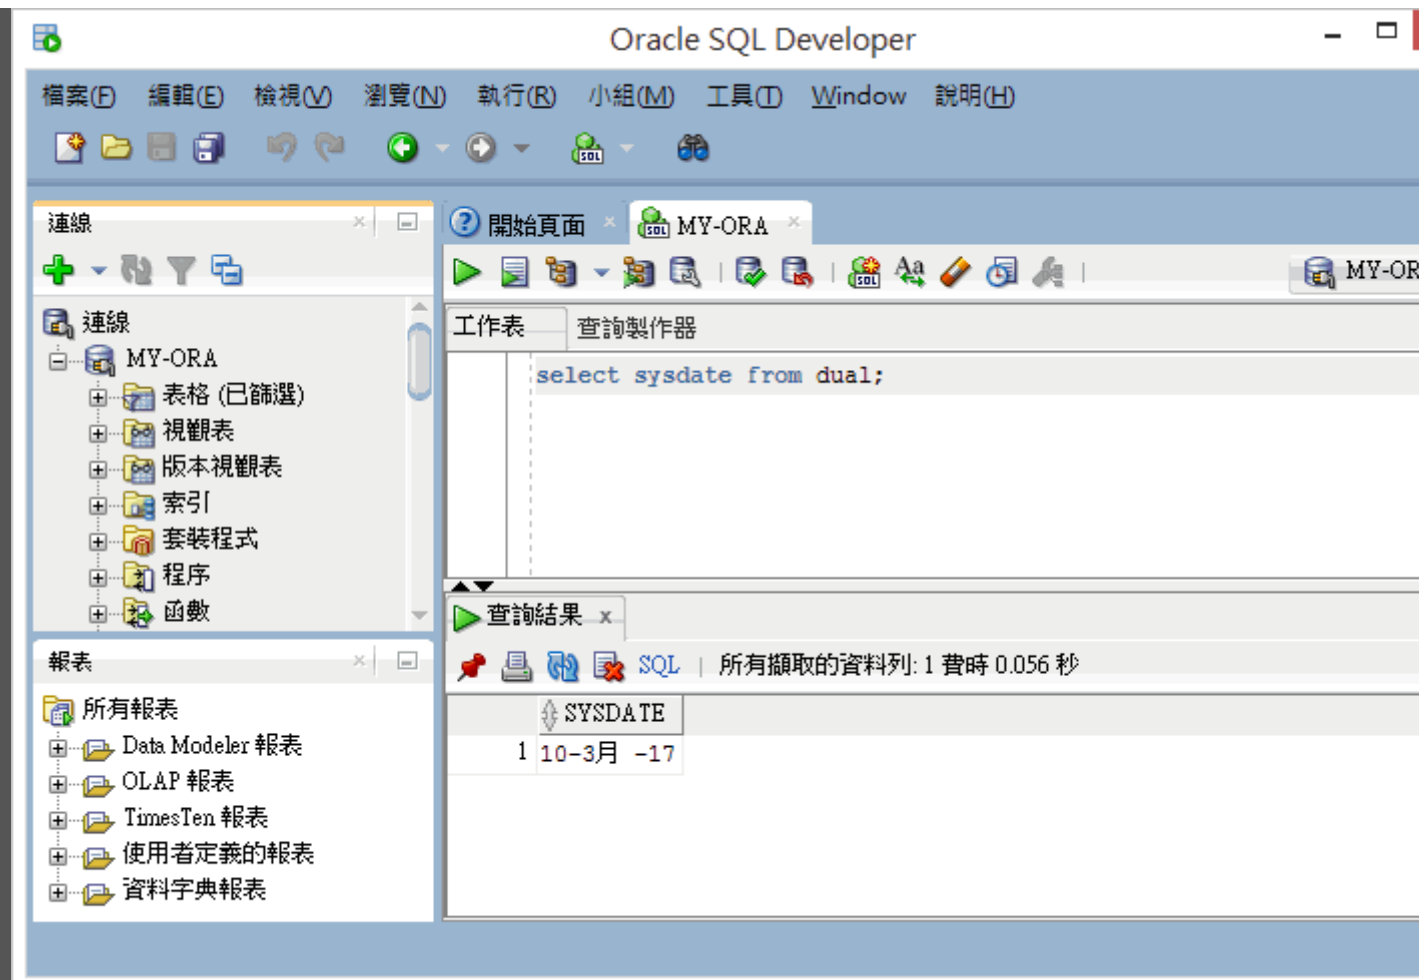 Oracle SQL Developer
檔案(F) 編輯(E) 檢視(V) 瀏覽(N) 執行(R) 小組(M) 工具(T) Window 說明(H)
SQL
連線
開始頁面 MY-ORA
MY-OR
連線
MY-ORA
表格 (已篩選)
視觀表
版本視觀表
索引
套裝程式
程序
函數
工作表 查詢製作器
select sysdate from dual;
查詢結果 x
SQL | 所有擷取的資料列: 1 費時 0.056 秒
SYSDATE
1 10-3月 -17
報表
所有報表
Data Modeler 報表
OLAP 報表
TimesTen 報表
使用者定義的報表
資料字典報表